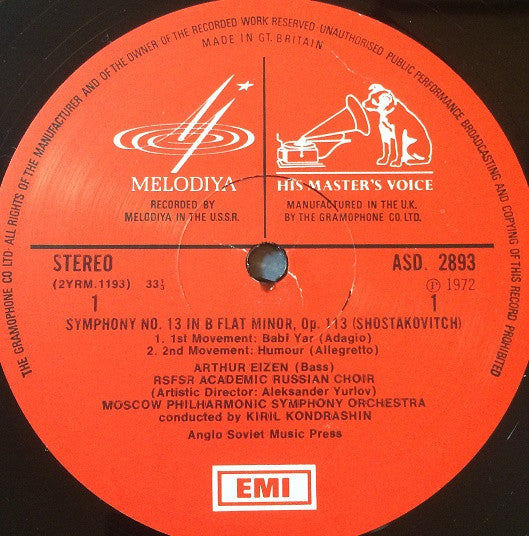 THE GRAMOPHONE CO LTD. ALL RIGHTS OF THE MANUFACTURER AND OF THE OWNER OF THE RECORDED WORK RESERVED. UNAUTHORISED PUBLIC PERFORMANCE BROADCASTING AND COPYING OF THIS RECORD PROHIBITED
MADE IN GT. BRITAIN
MELODIYA
HIS MASTER'S VOICE
RECORDED BY
MELODIYA IN THE U.S.S.R.
MANUFACTURED IN THE U.K.
BY THE GRAMOPHONE CO. LTD.
STEREO
ASD. 2893
(2YRM.1193) 33⅓
℗ 1972
1
1
SYMPHONY NO. 13 IN B FLAT MINOR, Op. 113 (SHOSTAKOVITCH)
1. 1st Movement: Babi Yar (Adagio)
2. 2nd Movement: Humour (Allegretto)
ARTHUR EIZEN (Bass)
RSFSR ACADEMIC RUSSIAN CHOIR
(Artistic Director: Aleksander Yurlov)
MOSCOW PHILHARMONIC SYMPHONY ORCHESTRA
conducted by KIRIL KONDRASHIN
Anglo Soviet Music Press
EMI